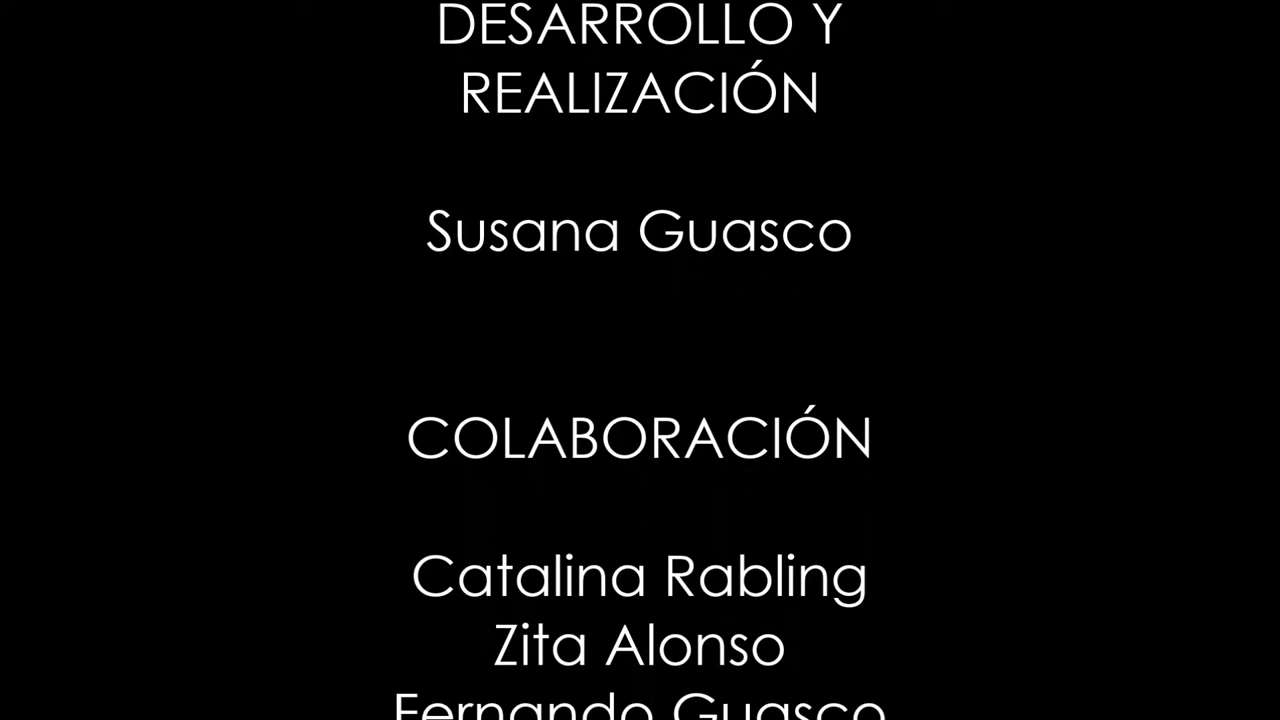 DESARROLLO Y
REALIZACIÓN
Susana Guasco
COLABORACIÓN
Catalina Rabling
Zita Alonso
Fernando Guasco